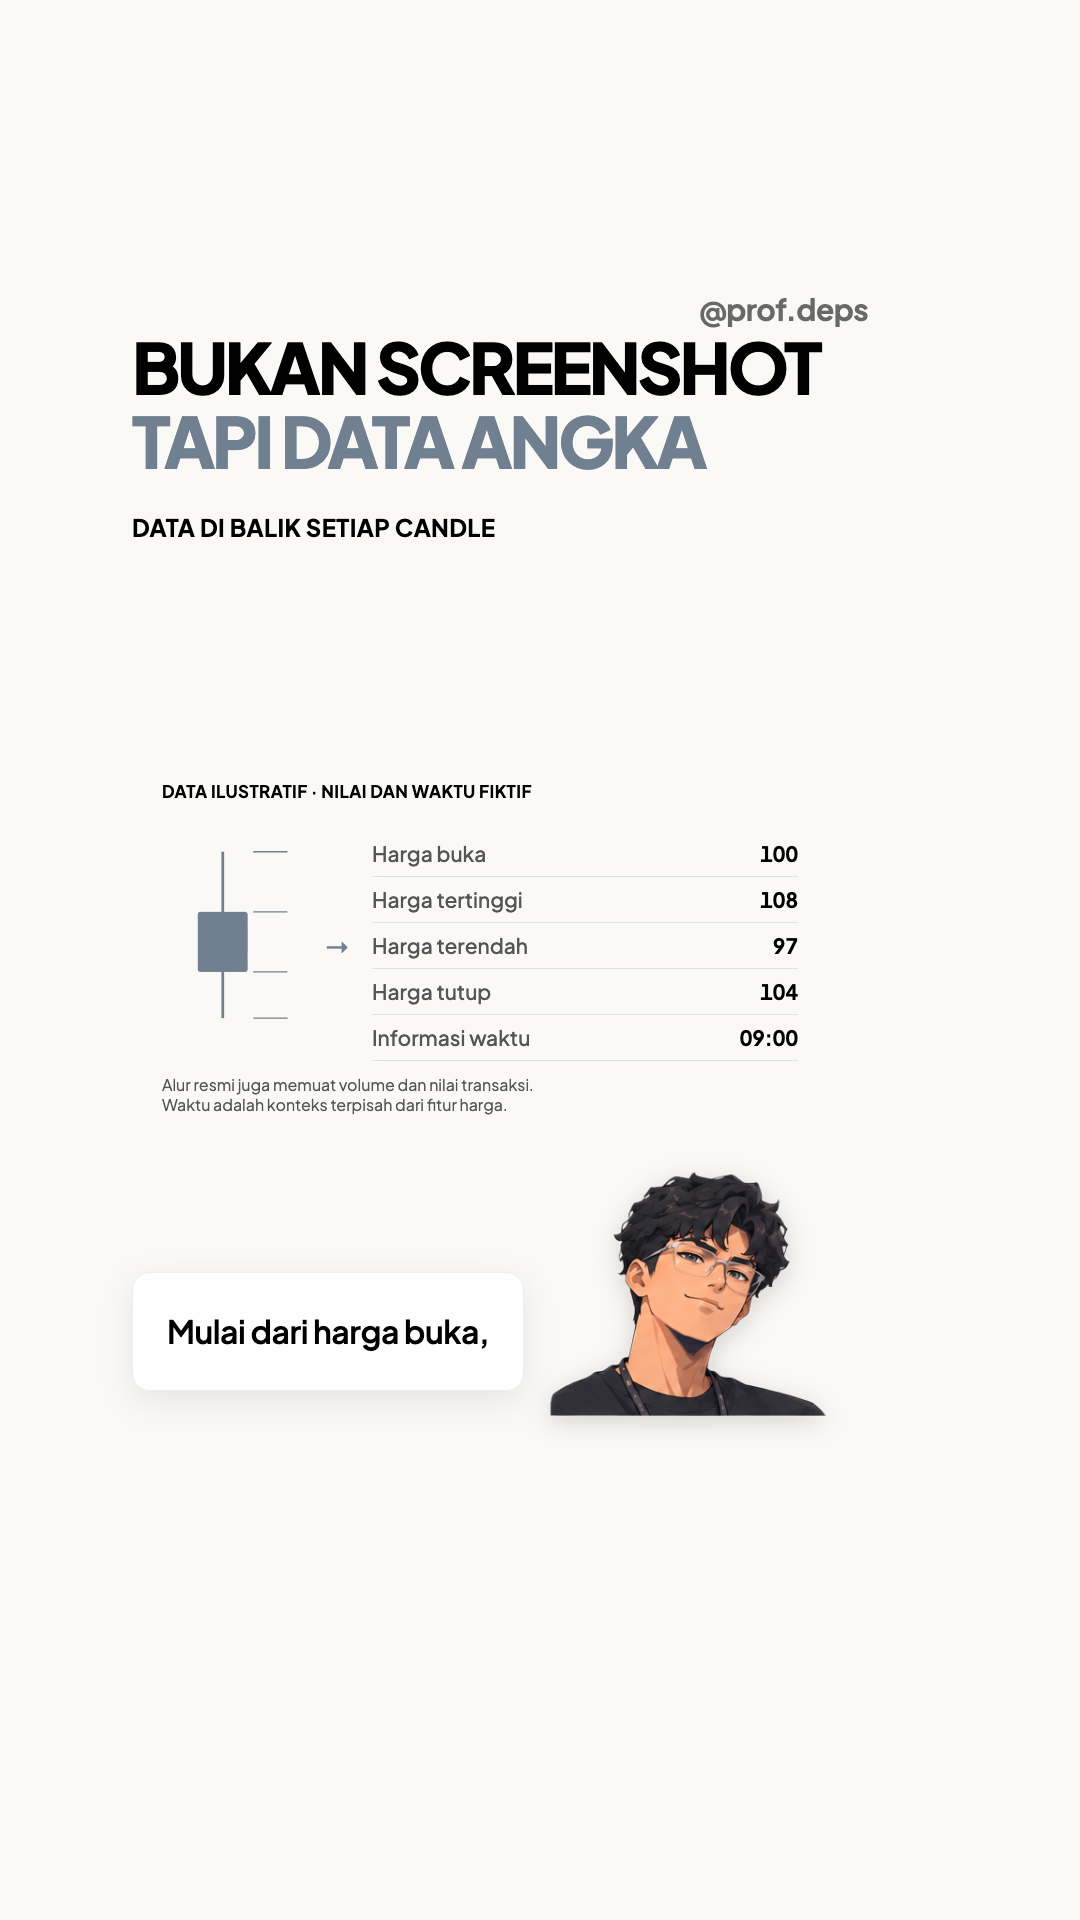 @prof.deps
BUKAN SCREENSHOT
TAPI DATA ANGKA
DATA DI BALIK SETIAP CANDLE
DATA ILUSTRATIF · NILAI DAN WAKTU FIKTIF
Harga buka 100
Harga tertinggi 108
→ Harga terendah 97
Harga tutup 104
Informasi waktu 09:00
Alur resmi juga memuat volume dan nilai transaksi.
Waktu adalah konteks terpisah dari fitur harga.
Mulai dari harga buka,